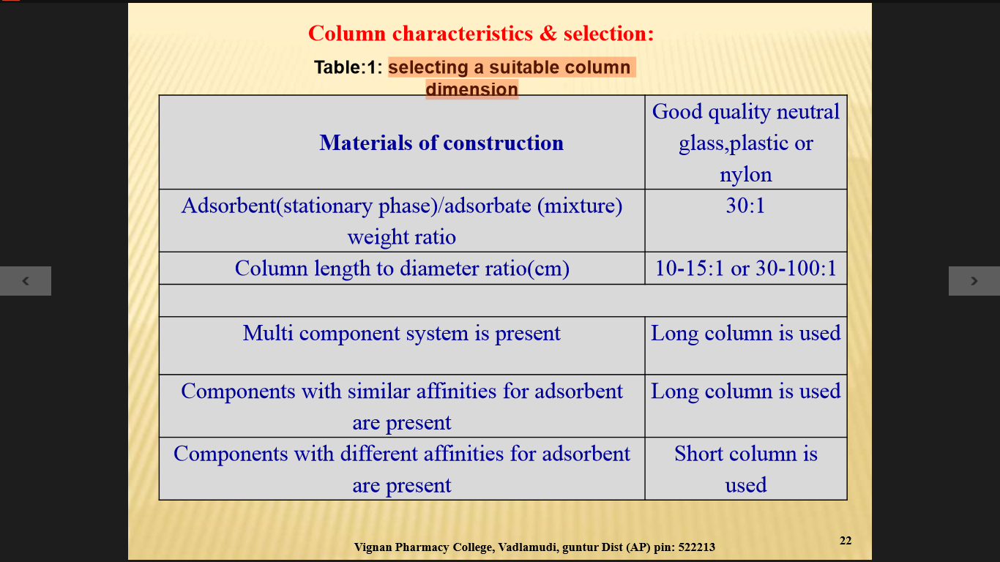 Column characteristics & selection:
Table:1: selecting a suitable column
dimension
Materials of construction
Good quality neutral
glass,plastic or
nylon
Adsorbent(stationary phase)/adsorbate (mixture)
weight ratio
30:1
Column length to diameter ratio(cm)
10-15:1 or 30-100:1
Multi component system is present
Long column is used
Components with similar affinities for adsorbent
are present
Long column is used
Components with different affinities for adsorbent
are present
Short column is
used
Vignan Pharmacy College, Vadlamudi, guntur Dist (AP) pin: 522213
22